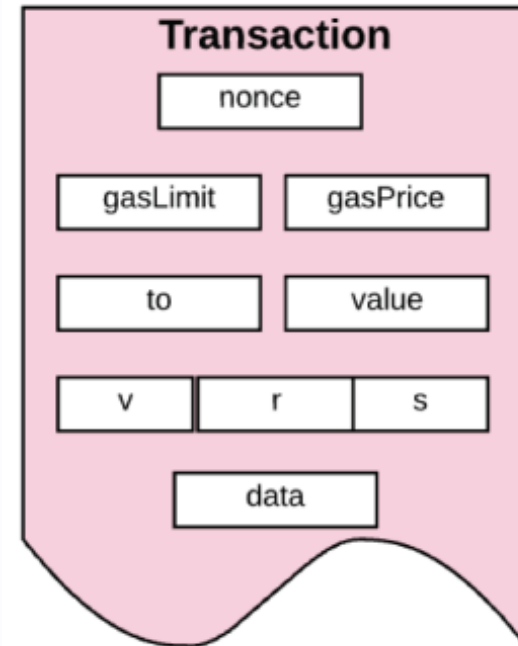 Transaction
nonce
gasLimit gasPrice
to value
v r s
data